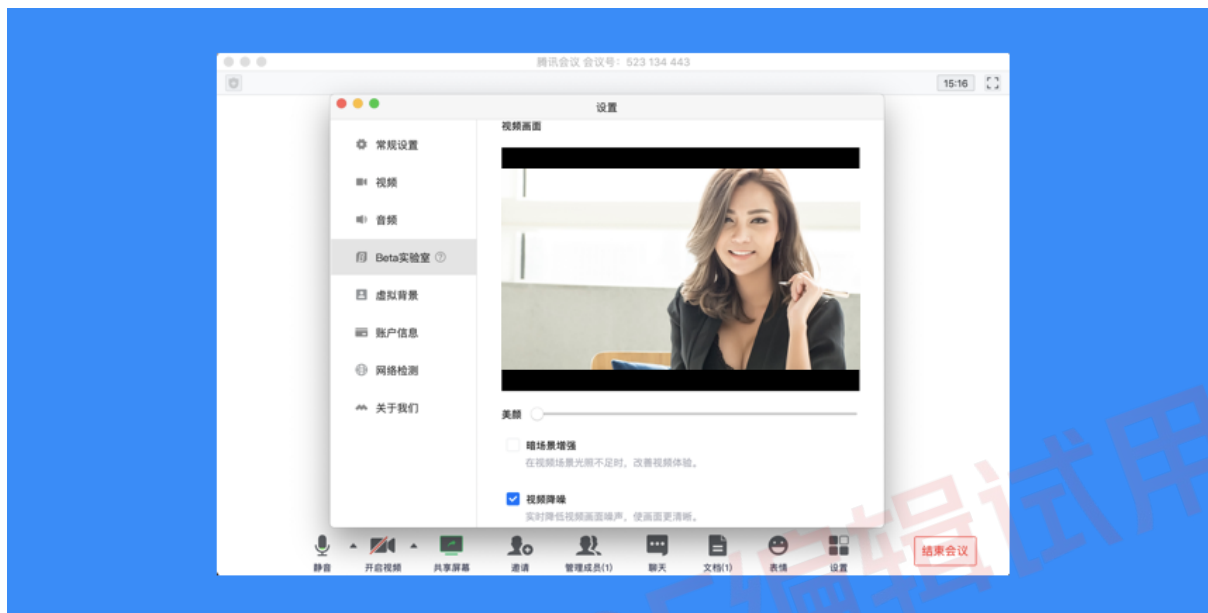 腾讯会议 会议号：523 134 443
15:16
设置
常规设置
视频
音频
Beta实验室
虚拟背景
账户信息
网络检测
关于我们
视频画面
美颜
暗场景增强
在视频场景光照不足时，改善视频体验。
视频降噪
实时降低视频画面噪声，使画面更清晰。
静音
开启视频
共享屏幕
邀请
管理成员(1)
聊天
文档(1)
表情
设置
结束会议
编辑试用